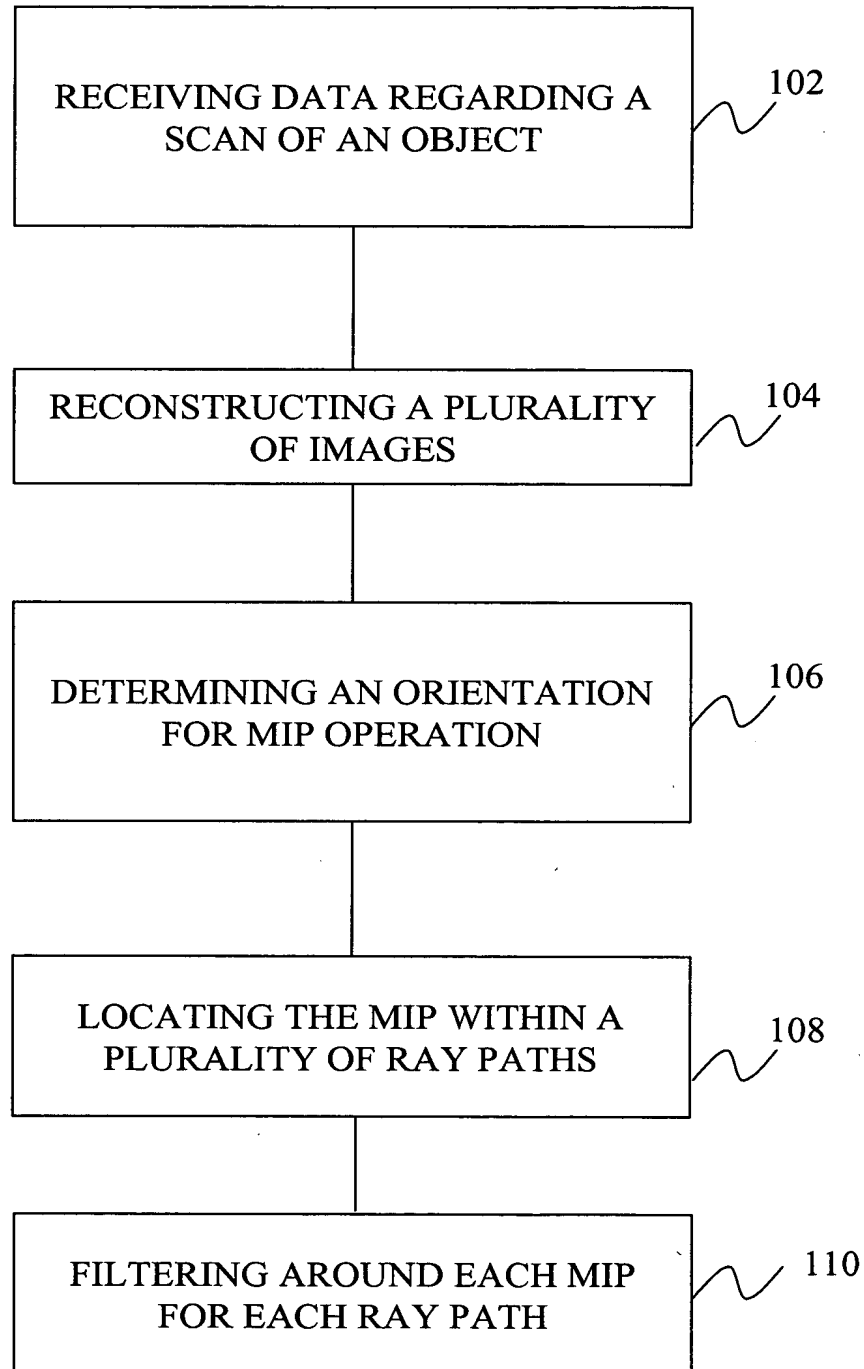 RECEIVING DATA REGARDING A
SCAN OF AN OBJECT
102
RECONSTRUCTING A PLURALITY
OF IMAGES
104
DETERMINING AN ORIENTATION
FOR MIP OPERATION
106
LOCATING THE MIP WITHIN A
PLURALITY OF RAY PATHS
108
FILTERING AROUND EACH MIP
FOR EACH RAY PATH
110